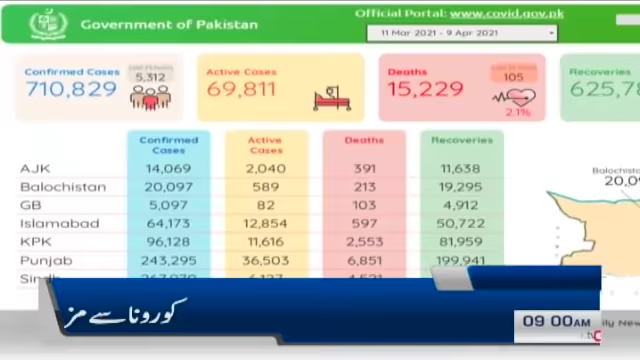 Government of Pakistan
Official Portal: www.covid.gov.pk
11 Mar 2021 - 9 Apr 2021
Confirmed Cases
5,312
710,829
Active Cases
69,811
Deaths
105
15,229
2.1%
Recoveries
Confirmed Cases Active Cases Deaths Recoveries
AJK 14,069 2,040 391 11,638
Balochistan 20,097 589 213 19,295
GB 5,097 82 103 4,912
Islamabad 64,173 12,854 597 50,722
KPK 96,128 11,616 2,553 81,959
Punjab 243,295 36,503 6,851 199,941
کورونا سے مز
09:00AM